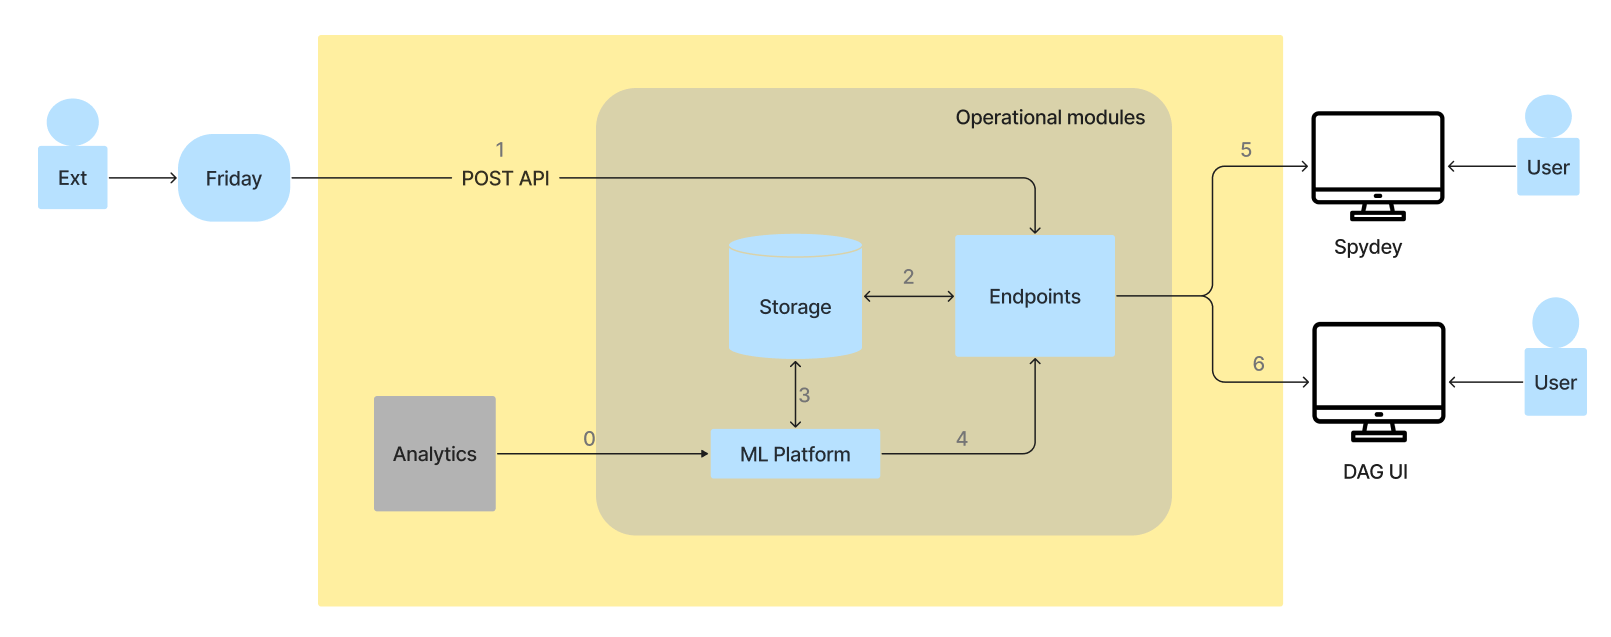 Operational modules
1
5
Ext
Friday
POST API
User
Spydey
2
Storage
Endpoints
3
6
User
0
4
Analytics
ML Platform
DAG UI